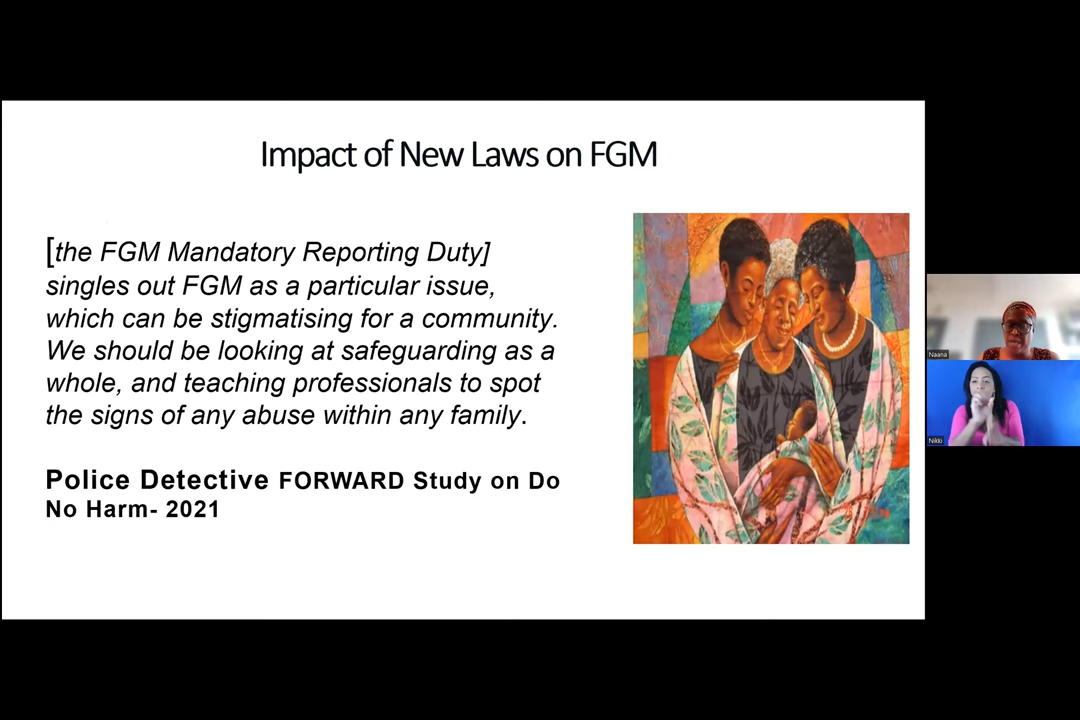 Impact of New Laws on FGM
[the FGM Mandatory Reporting Duty]
singles out FGM as a particular issue,
which can be stigmatising for a community.
We should be looking at safeguarding as a
whole, and teaching professionals to spot
the signs of any abuse within any family.
Police Detective FORWARD Study on Do
No Harm- 2021
Naana
Nikki